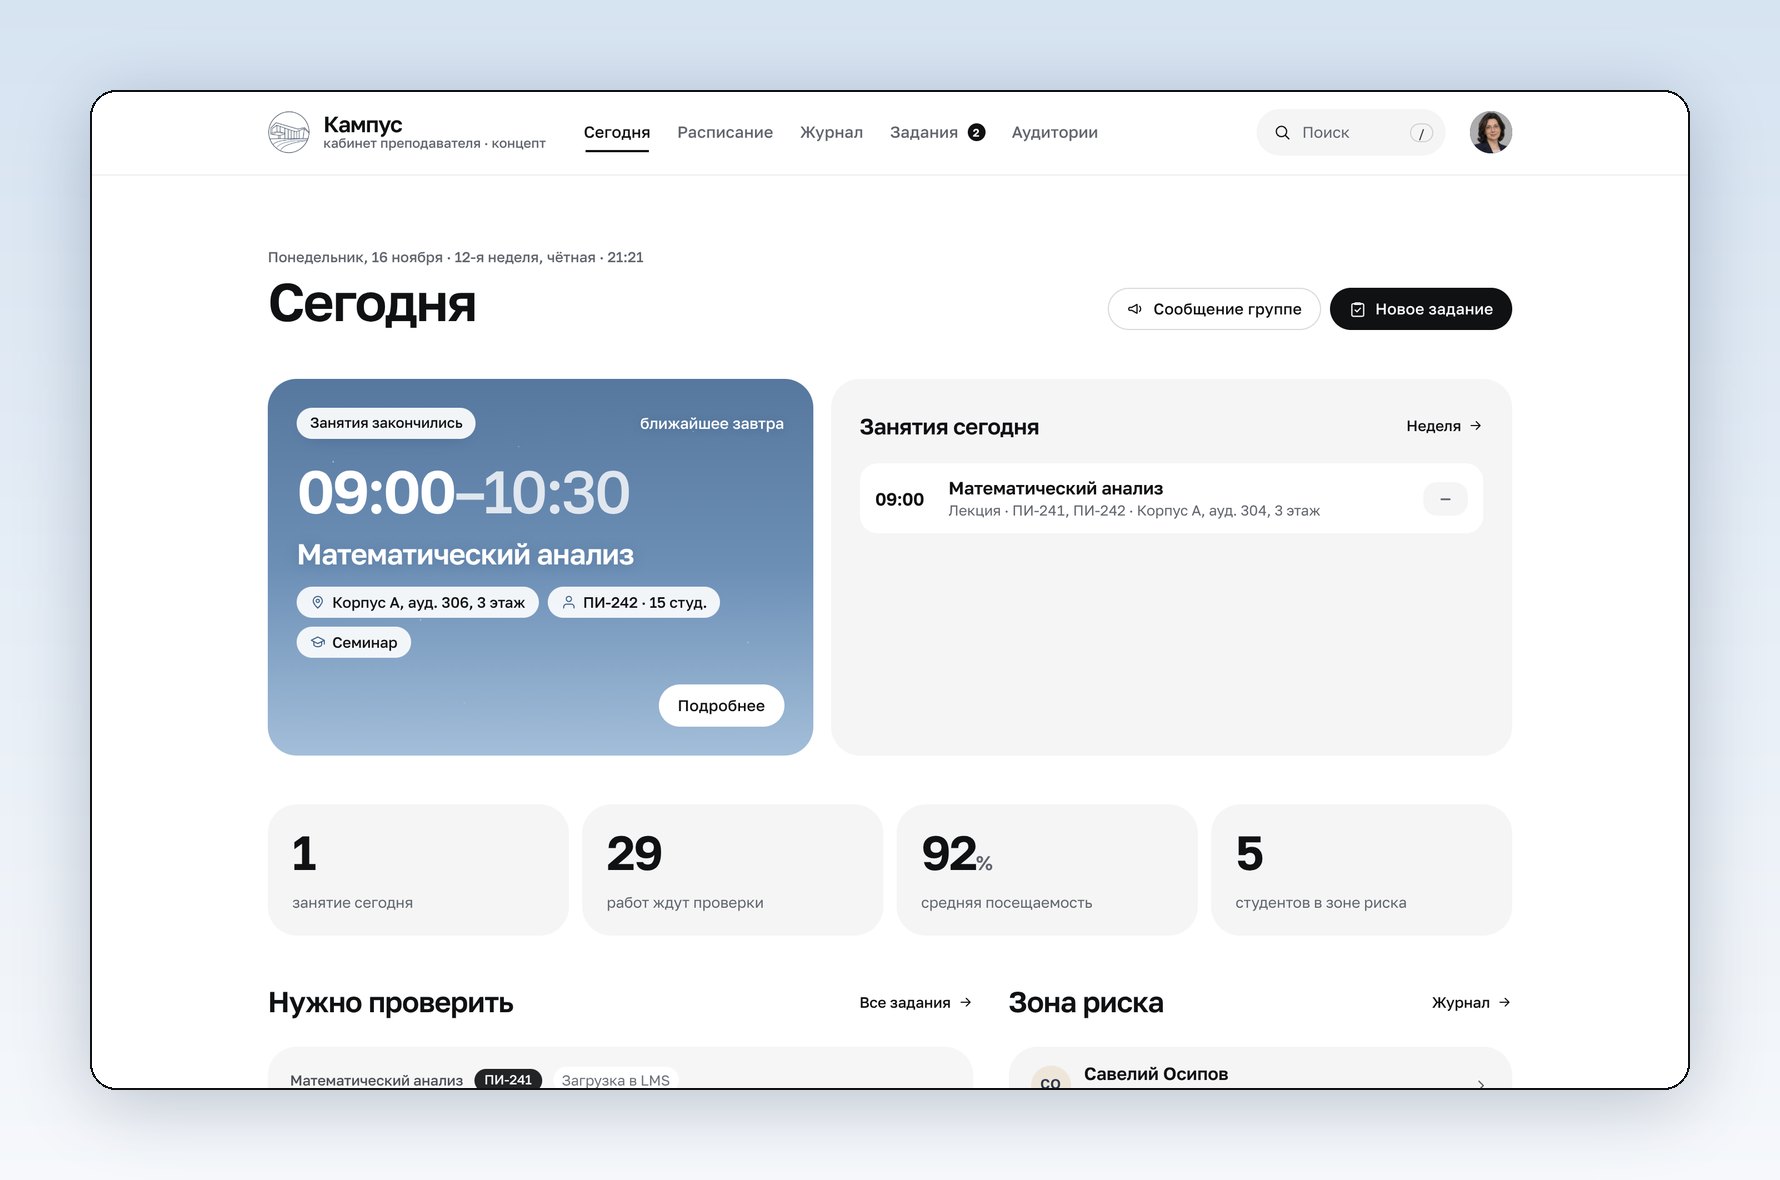 Кампус
кабинет преподавателя · концепт
Сегодня
Расписание
Журнал
Задания 2
Аудитории
Поиск /
Понедельник, 16 ноября · 12-я неделя, чётная · 21:21
Сегодня
Сообщение группе
Новое задание
Занятия закончились
ближайшее завтра
09:00–10:30
Математический анализ
Корпус А, ауд. 306, 3 этаж
ПИ-242 · 15 студ.
Семинар
Подробнее
Занятия сегодня
Неделя →
09:00
Математический анализ
Лекция · ПИ-241, ПИ-242 · Корпус А, ауд. 304, 3 этаж
–
1
занятие сегодня
29
работ ждут проверки
92%
средняя посещаемость
5
студентов в зоне риска
Нужно проверить
Все задания →
Зона риска
Журнал →
Математический анализ
ПИ-241
Загрузка в LMS
СО
Савелий Осипов